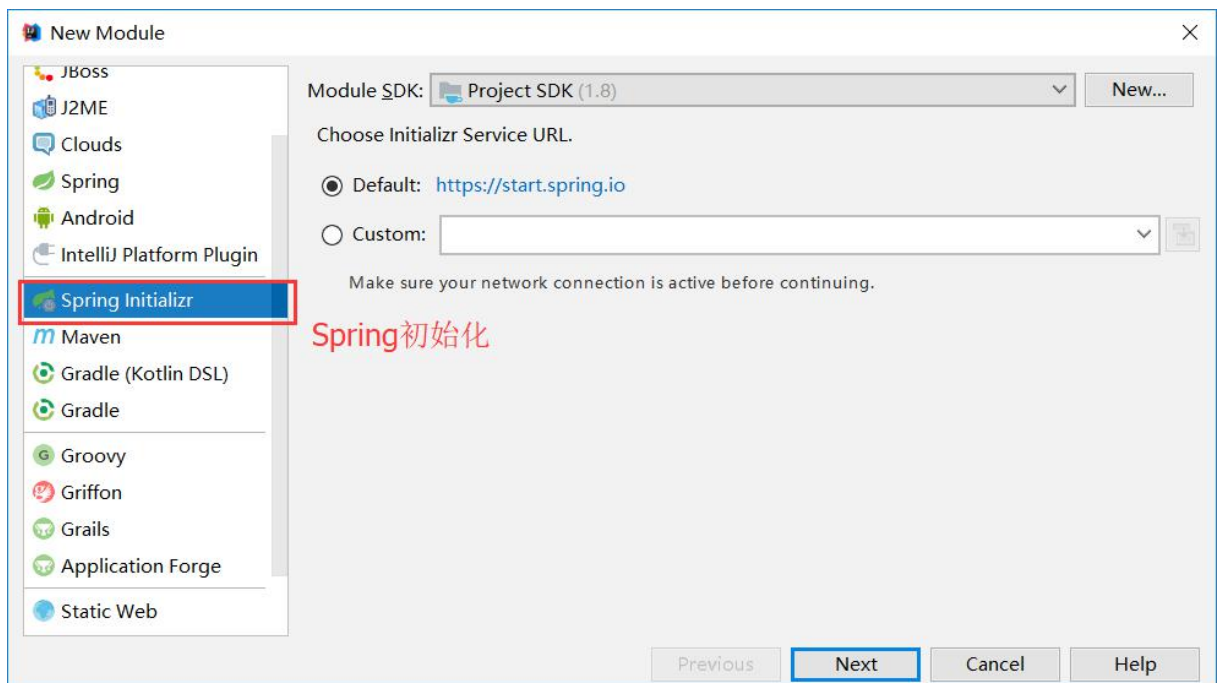 New Module
JBoss
J2ME
Clouds
Spring
Android
IntelliJ Platform Plugin
Spring Initializr
Maven
Gradle (Kotlin DSL)
Gradle
G Groovy
Griffon
Grails
Application Forge
Static Web
Module SDK: Project SDK (1.8) New...
Choose Initializr Service URL.
Default: https://start.spring.io
Custom:
Make sure your network connection is active before continuing.
Spring初始化
Previous Next Cancel Help